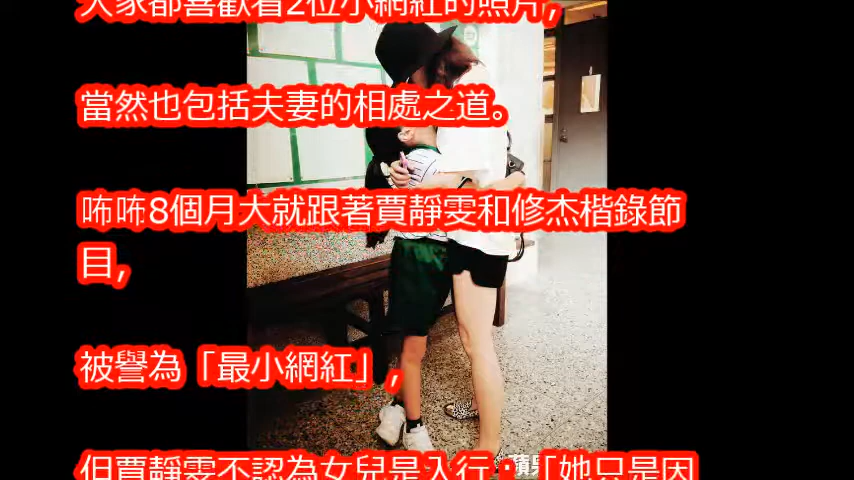 大家都喜歡看2位小網紅的照片,
當然也包括夫妻的相處之道。
咘咘8個月大就跟著賈靜雯和修杰楷錄節
目,
被譽為「最小網紅」,
但賈靜雯不認為女兒是入行：「她只是因
蘋果